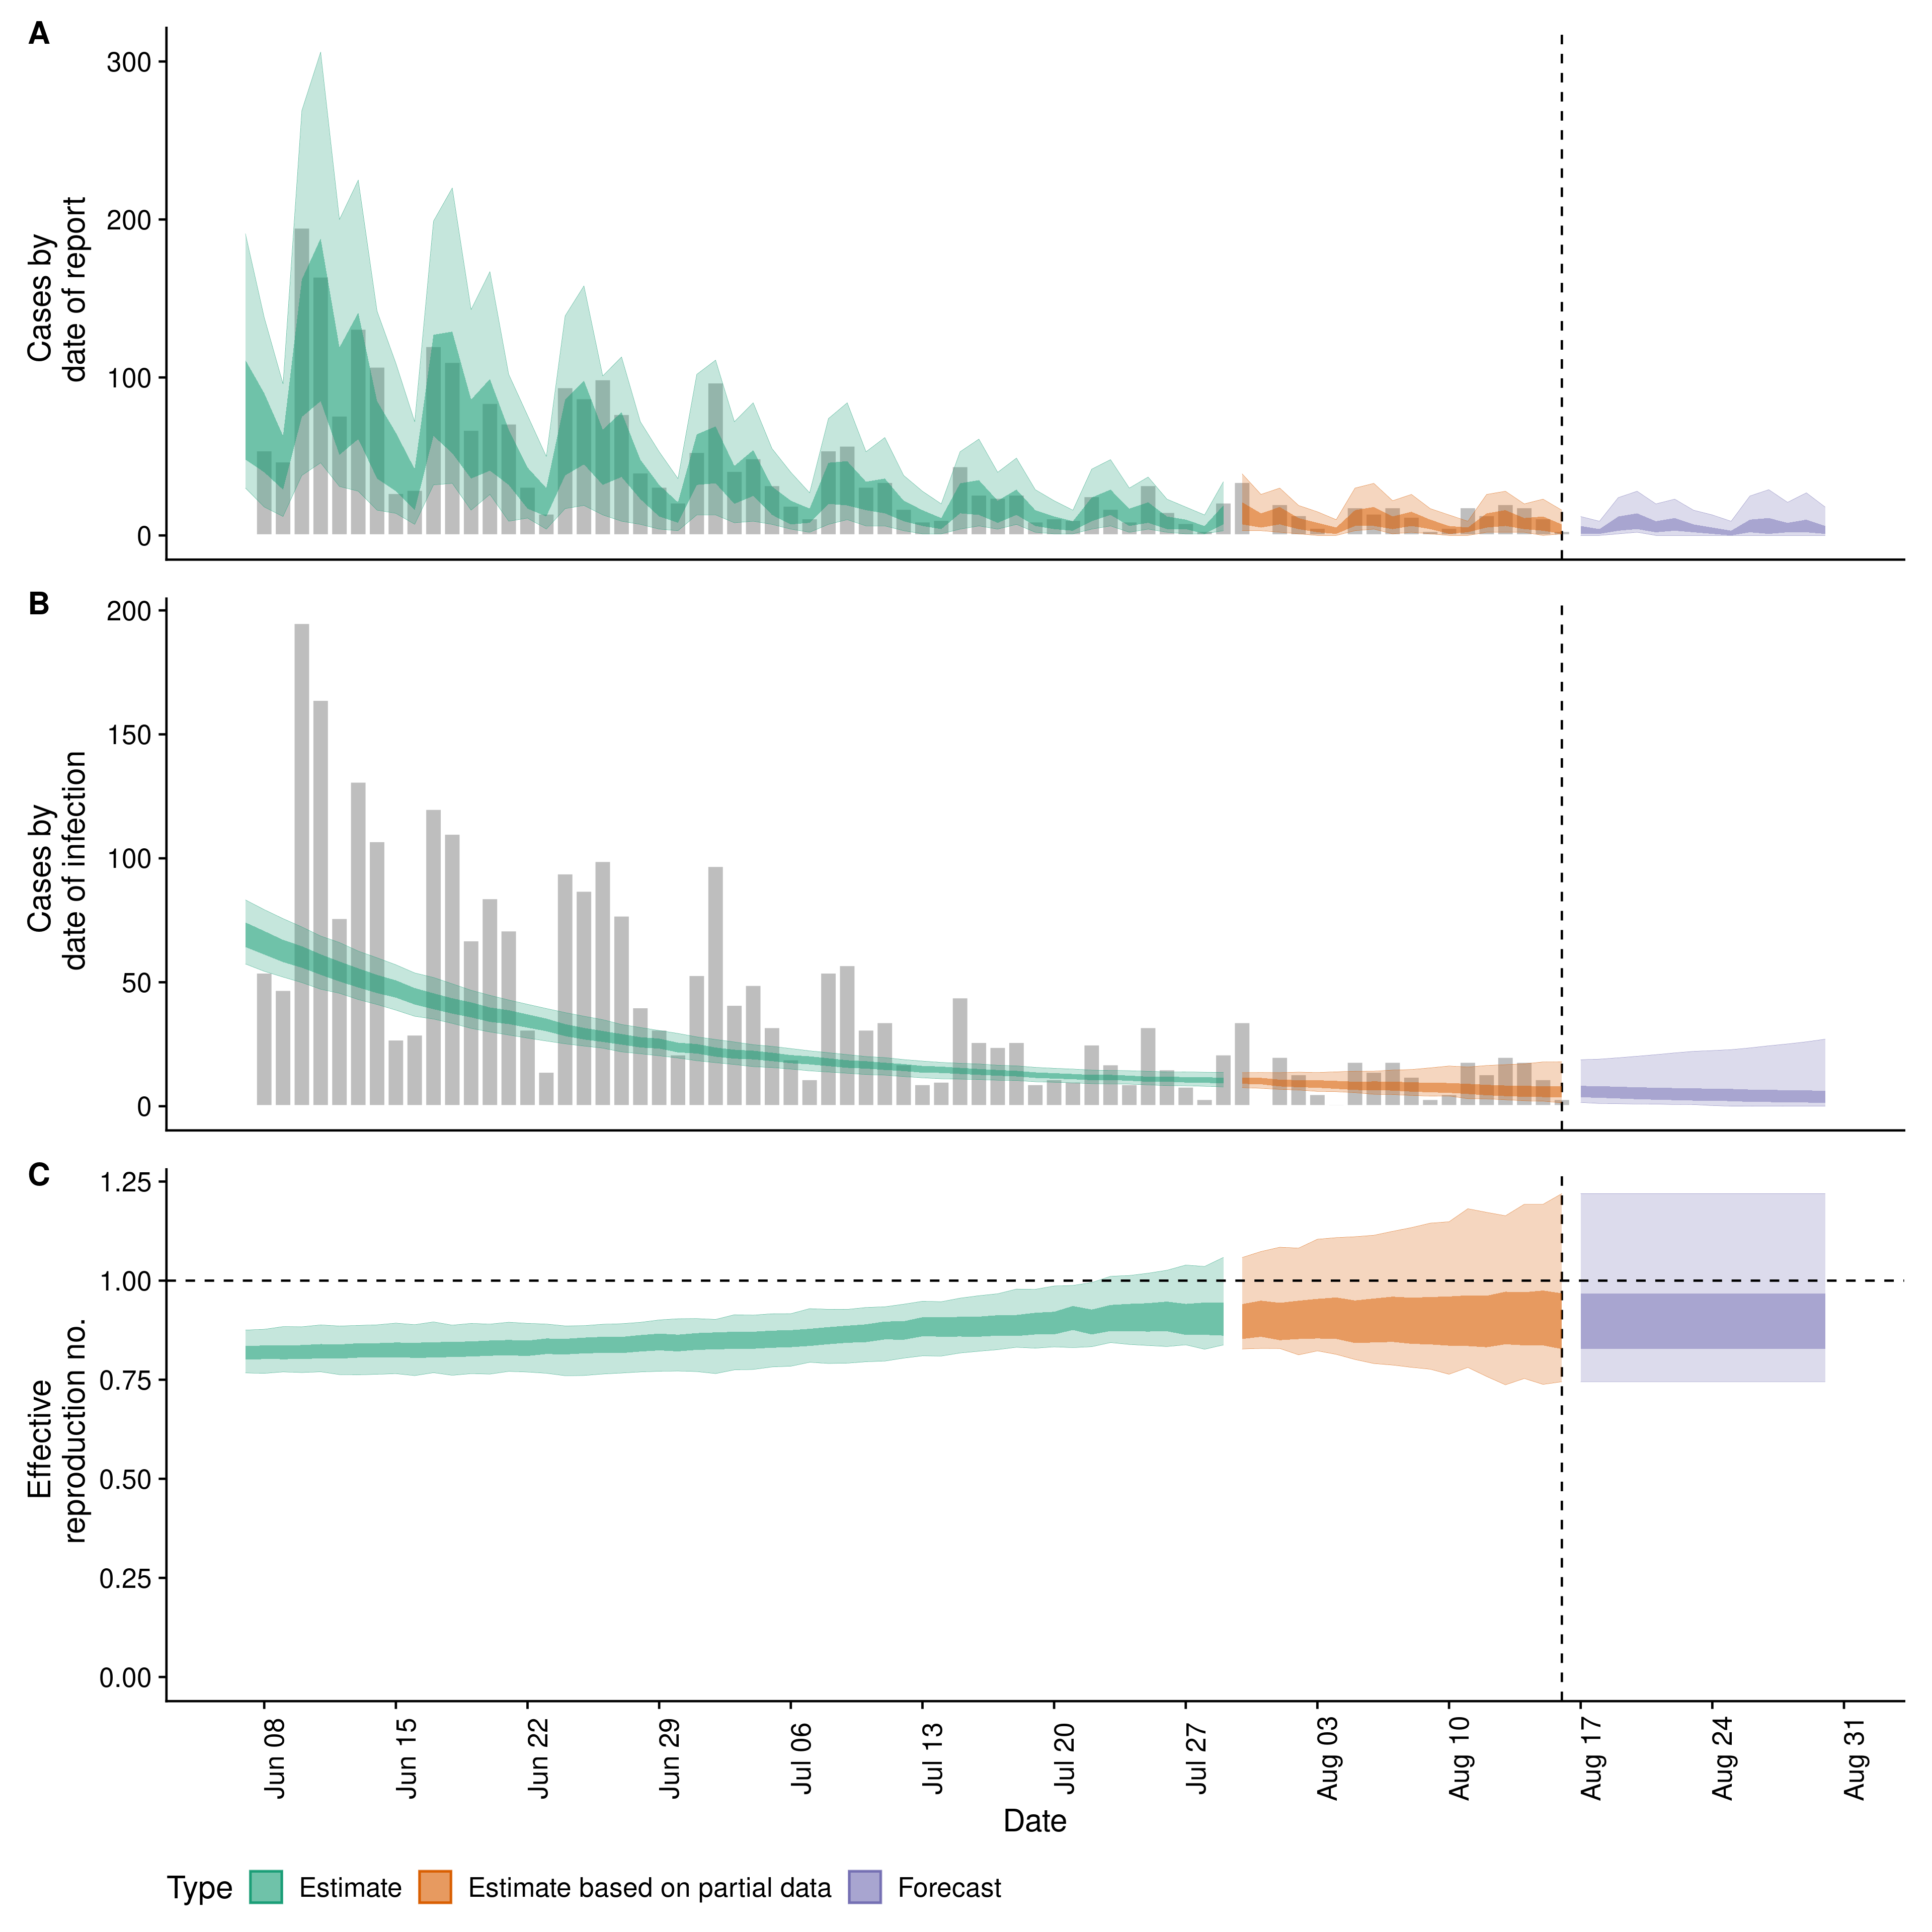 A
300
200
100
0
Cases by
date of report
B
200
150
100
50
0
Cases by
date of infection
C
1.25
1.00
0.75
0.50
0.25
0.00
Effective
reproduction no.
Jun 08
Jun 15
Jun 22
Jun 29
Jul 06
Jul 13
Jul 20
Jul 27
Aug 03
Aug 10
Aug 17
Aug 24
Aug 31
Date
Type Estimate Estimate based on partial data Forecast